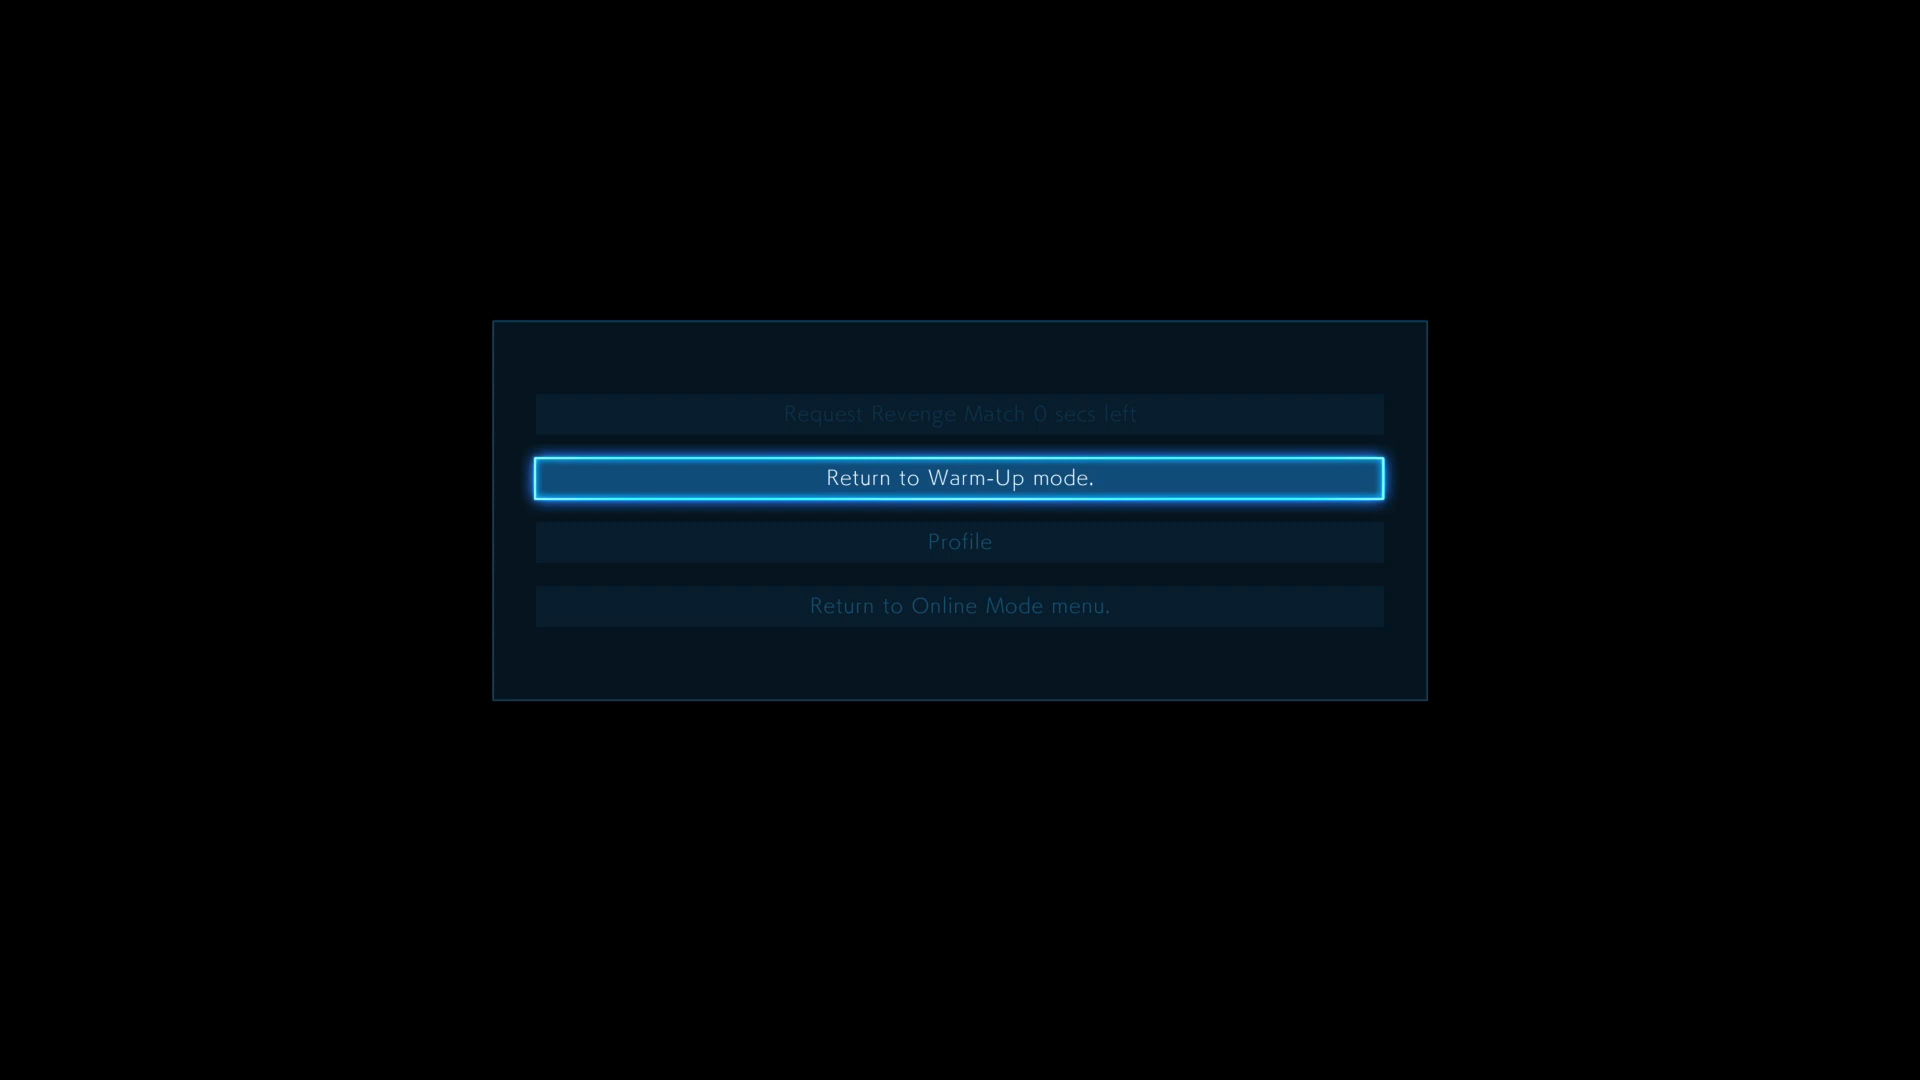 Request Revenge Match 0 secs left
Return to Warm-Up mode.
Profile
Return to Online Mode menu.